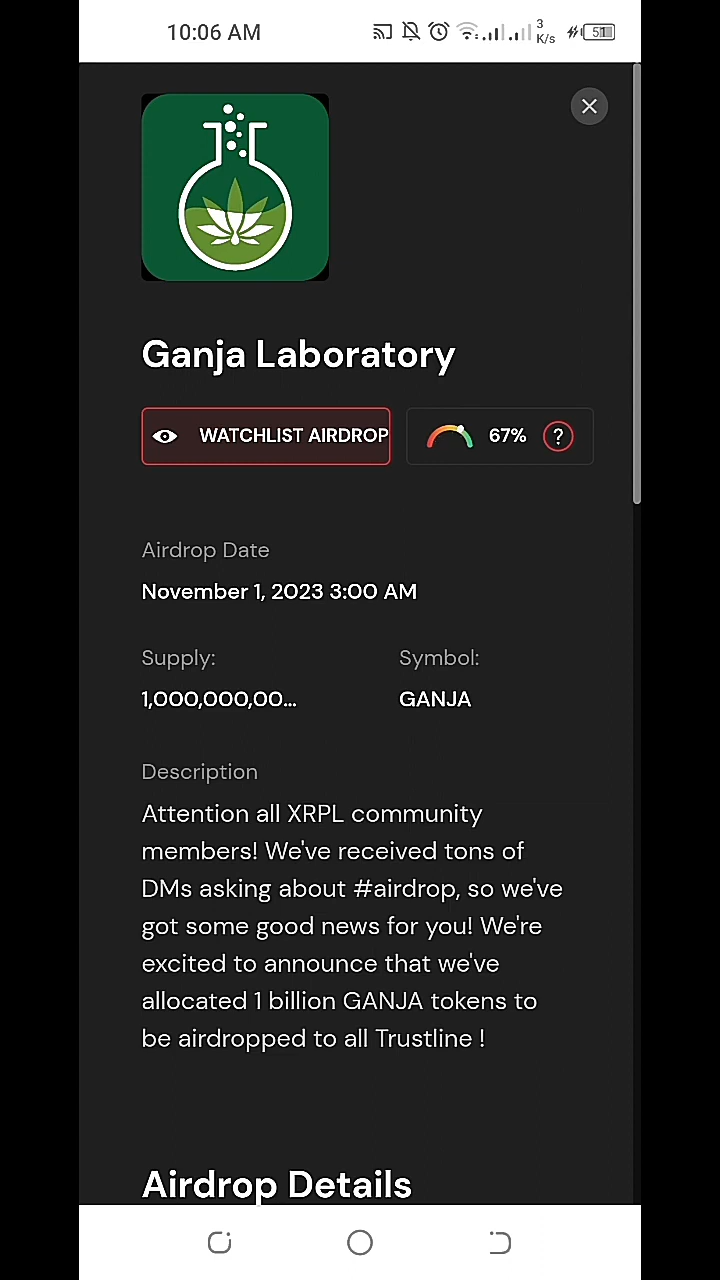 10:06 AM
3
K/s
51
Ganja Laboratory
WATCHLIST AIRDROP
67%
?
Airdrop Date
November 1, 2023 3:00 AM
Supply: Symbol:
1,000,000,00... GANJA
Description
Attention all XRPL community
members! We've received tons of
DMs asking about #airdrop, so we've
got some good news for you! We're
excited to announce that we've
allocated 1 billion GANJA tokens to
be airdropped to all Trustline !
Airdrop Details